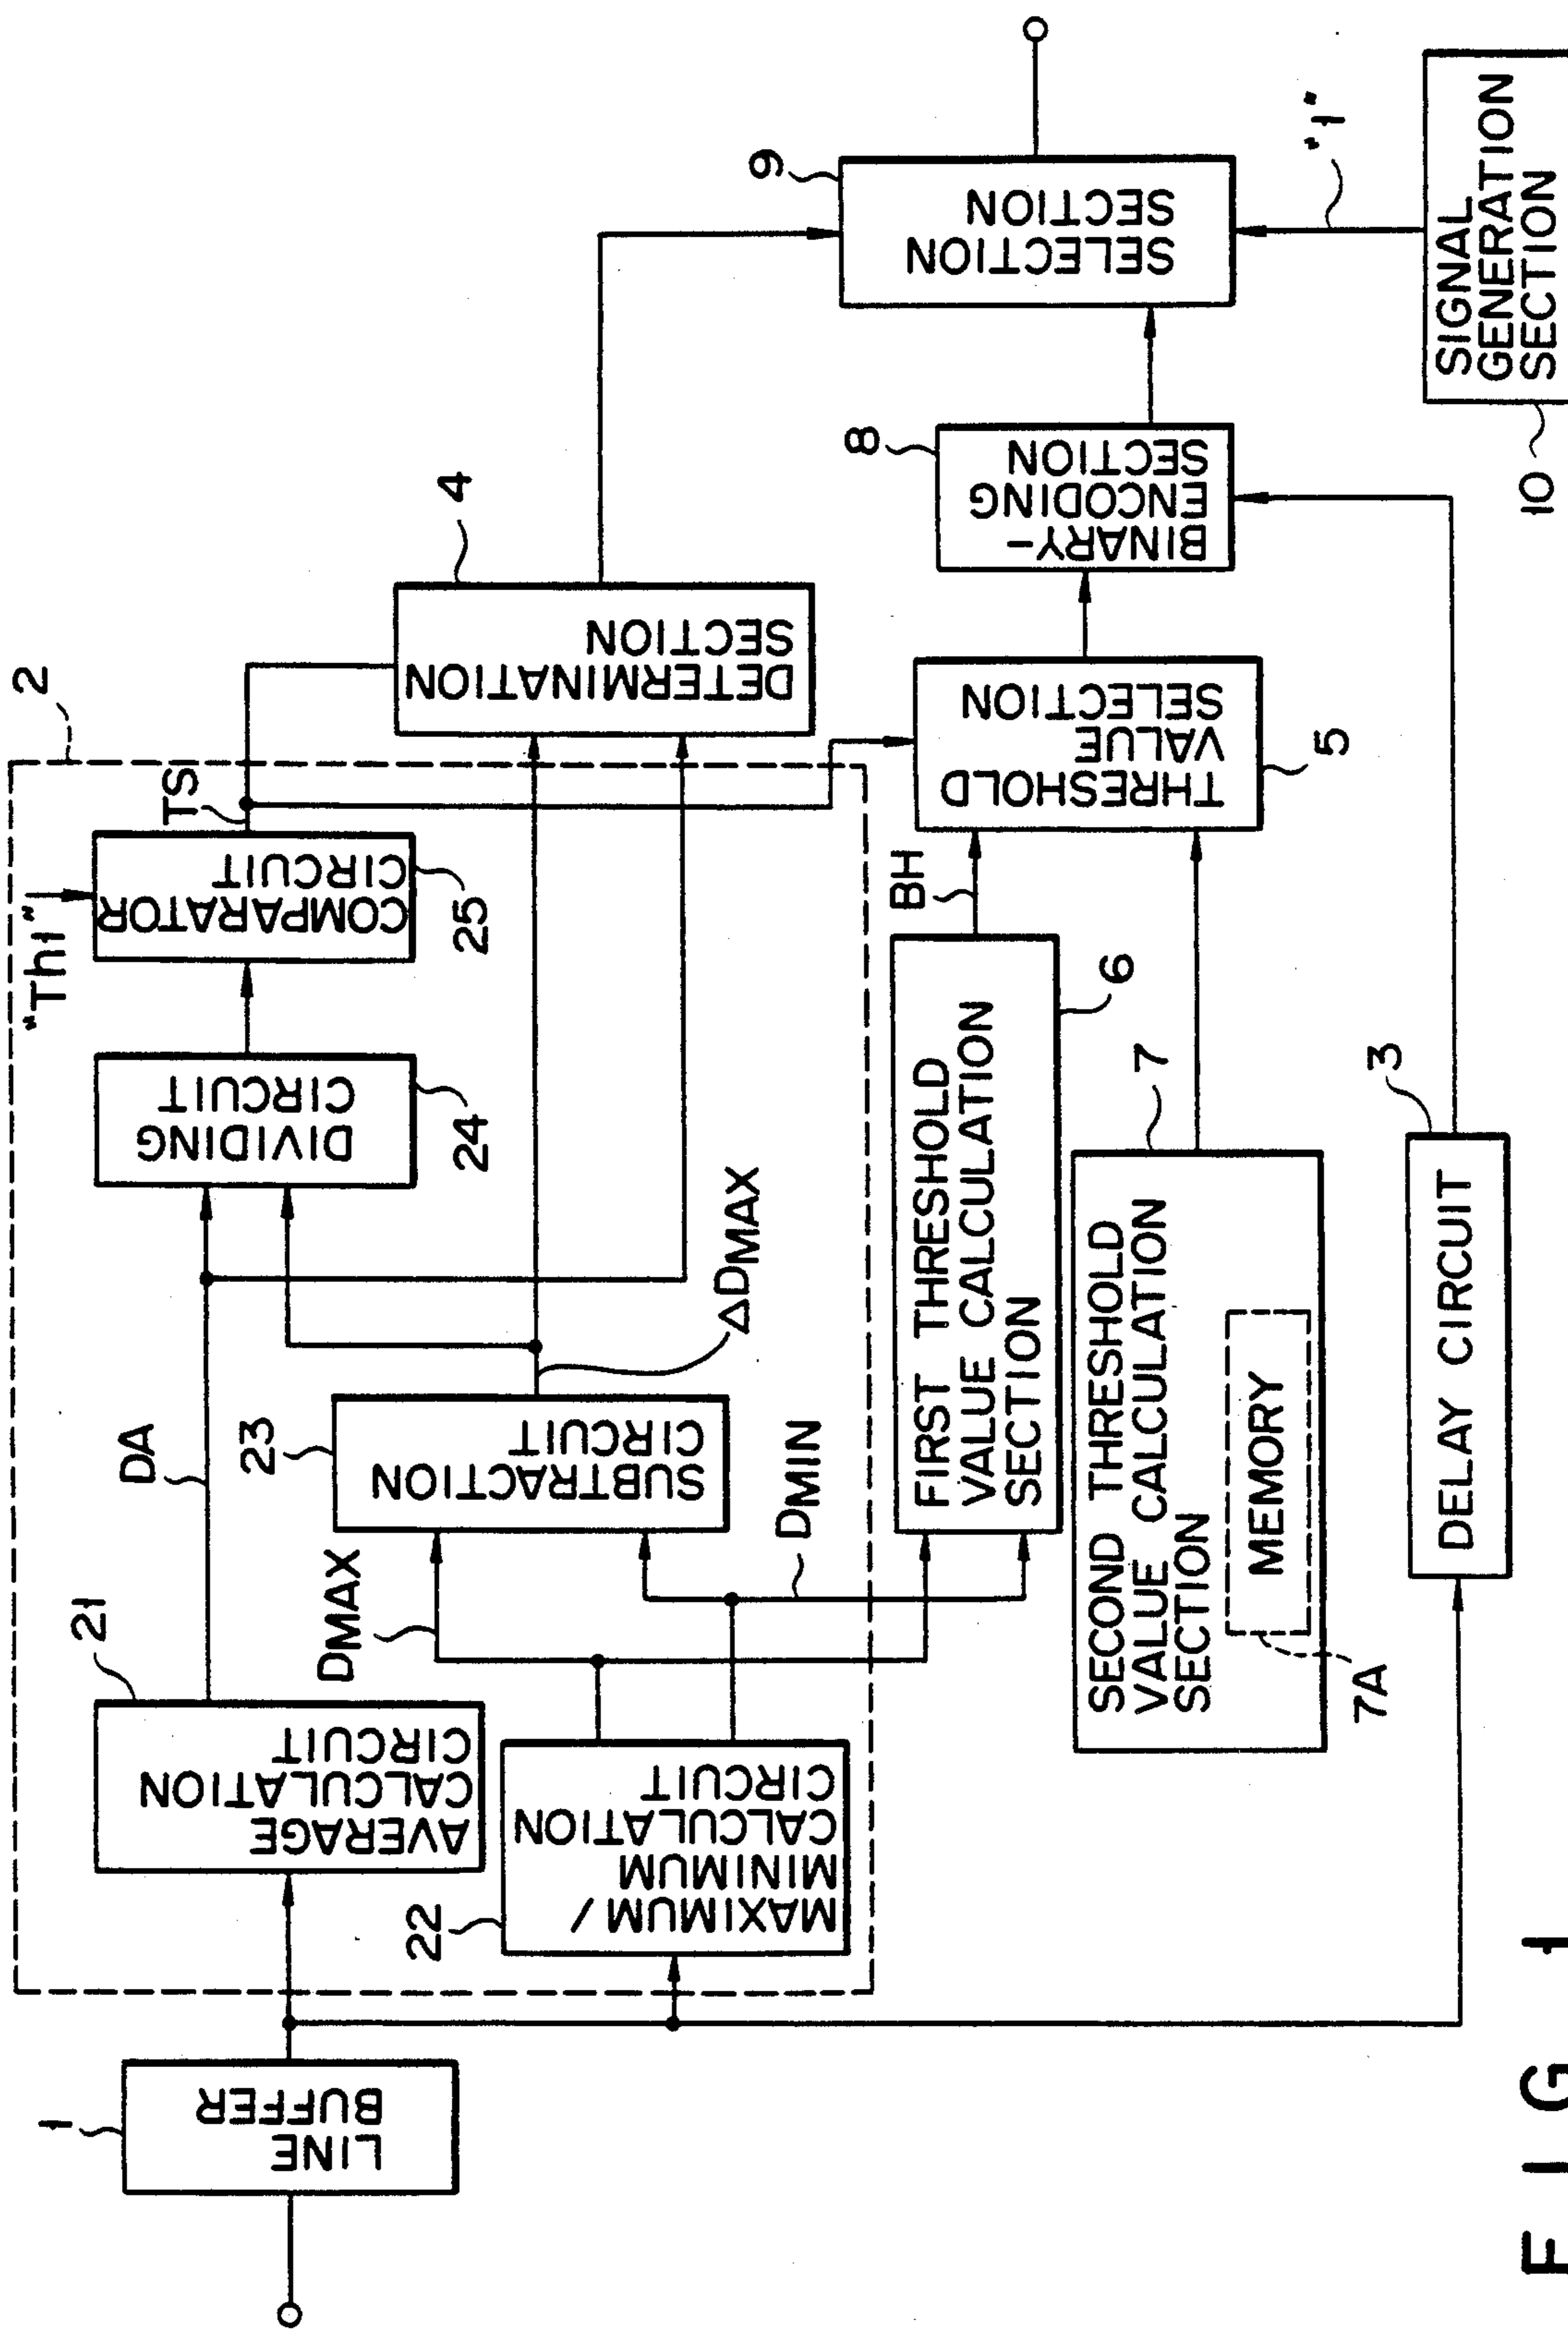 1
LINE
BUFFER
2
21
AVERAGE
CALCULATION
CIRCUIT
22
MAXIMUM /
MINIMUM
CALCULATION
CIRCUIT
DA
DMAX
DMIN
23
SUBTRACTION
CIRCUIT
ΔDMAX
DIVIDING
CIRCUIT
24
"Th1"
COMPARATOR
CIRCUIT
25
TS
4
DETERMINATION
SECTION
FIRST THRESHOLD
VALUE CALCULATION
SECTION
6
BH
SECOND THRESHOLD
VALUE CALCULATION
SECTION
7
MEMORY
7A
THRESHOLD
VALUE
SELECTION
5
DELAY CIRCUIT
3
8
BINARY-
ENCODING
SECTION
9
SELECTION
SECTION
"1"
SIGNAL
GENERATION
SECTION
10
FIG 1